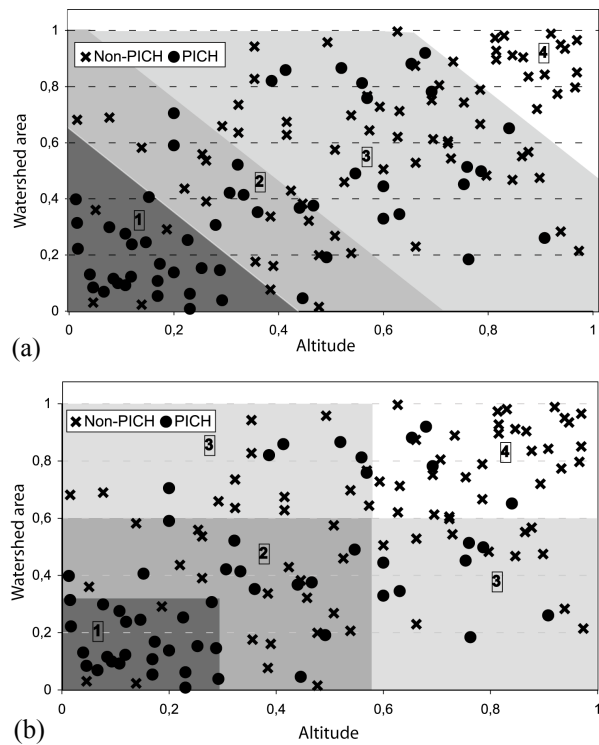 1
Non-PICH PICH
4
0,8
Watershed area
0,6
3
2
0,4
1
0,2
0
0 0,2 0,4 0,6 0,8 1
(a)
Altitude
1
Non-PICH PICH
3
4
0,8
Watershed area
0,6
2
0,4
3
1
0,2
0
0 0,2 0,4 0,6 0,8 1
(b)
Altitude